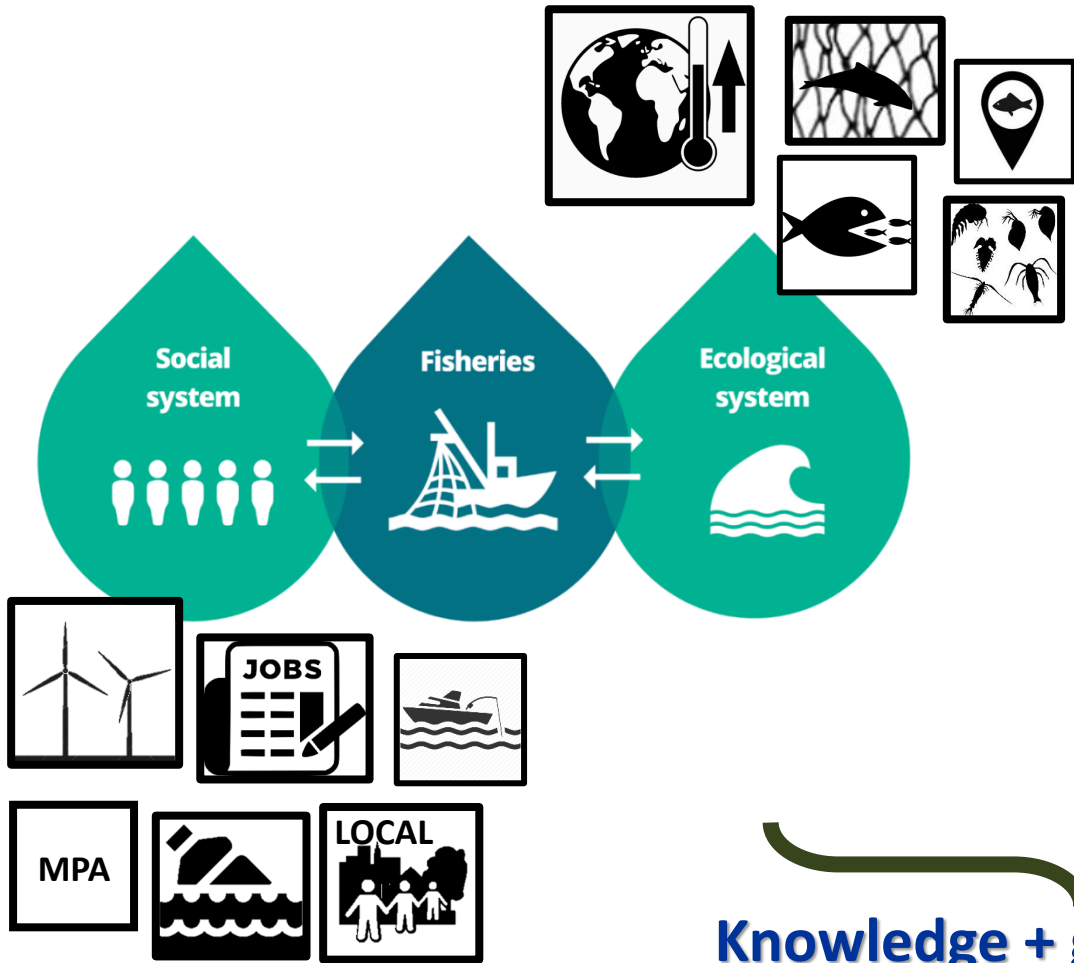 Social
system
Fisheries
Ecological
system
JOBS
MPA
LOCAL
Knowledge +